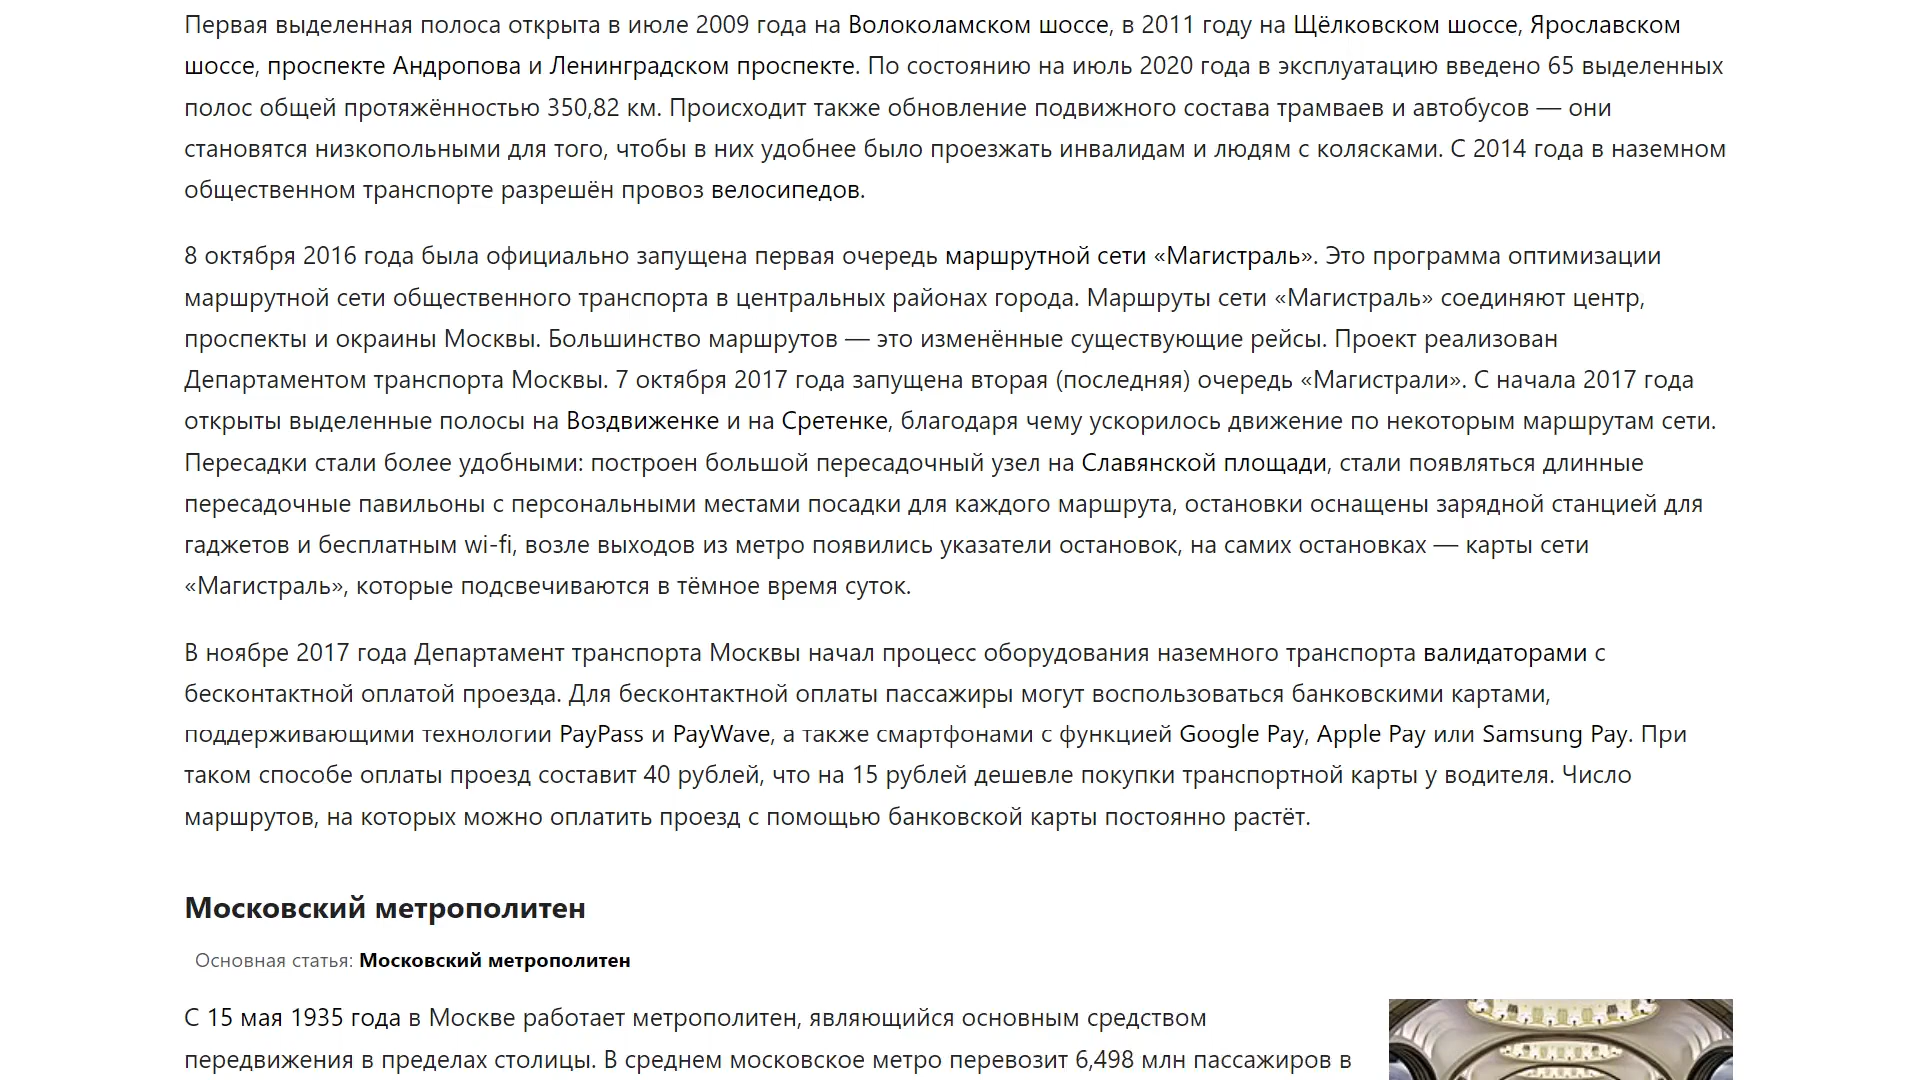 Первая выделенная полоса открыта в июле 2009 года на Волоколамском шоссе, в 2011 году на Щёлковском шоссе, Ярославском
шоссе, проспекте Андропова и Ленинградском проспекте. По состоянию на июль 2020 года в эксплуатацию введено 65 выделенных
полос общей протяжённостью 350,82 км. Происходит также обновление подвижного состава трамваев и автобусов — они
становятся низкопольными для того, чтобы в них удобнее было проезжать инвалидам и людям с колясками. С 2014 года в наземном
общественном транспорте разрешён провоз велосипедов.
8 октября 2016 года была официально запущена первая очередь маршрутной сети «Магистраль». Это программа оптимизации
маршрутной сети общественного транспорта в центральных районах города. Маршруты сети «Магистраль» соединяют центр,
проспекты и окраины Москвы. Большинство маршрутов — это изменённые существующие рейсы. Проект реализован
Департаментом транспорта Москвы. 7 октября 2017 года запущена вторая (последняя) очередь «Магистрали». С начала 2017 года
открыты выделенные полосы на Воздвиженке и на Сретенке, благодаря чему ускорилось движение по некоторым маршрутам сети.
Пересадки стали более удобными: построен большой пересадочный узел на Славянской площади, стали появляться длинные
пересадочные павильоны с персональными местами посадки для каждого маршрута, остановки оснащены зарядной станцией для
гаджетов и бесплатным wi-fi, возле выходов из метро появились указатели остановок, на самих остановках — карты сети
«Магистраль», которые подсвечиваются в тёмное время суток.
В ноябре 2017 года Департамент транспорта Москвы начал процесс оборудования наземного транспорта валидаторами с
бесконтактной оплатой проезда. Для бесконтактной оплаты пассажиры могут воспользоваться банковскими картами,
поддерживающими технологии PayPass и PayWave, а также смартфонами с функцией Google Pay, Apple Pay или Samsung Pay. При
таком способе оплаты проезд составит 40 рублей, что на 15 рублей дешевле покупки транспортной карты у водителя. Число
маршрутов, на которых можно оплатить проезд с помощью банковской карты постоянно растёт.
Московский метрополитен
Основная статья: Московский метрополитен
С 15 мая 1935 года в Москве работает метрополитен, являющийся основным средством
передвижения в пределах столицы. В среднем московское метро перевозит 6,498 млн пассажиров в